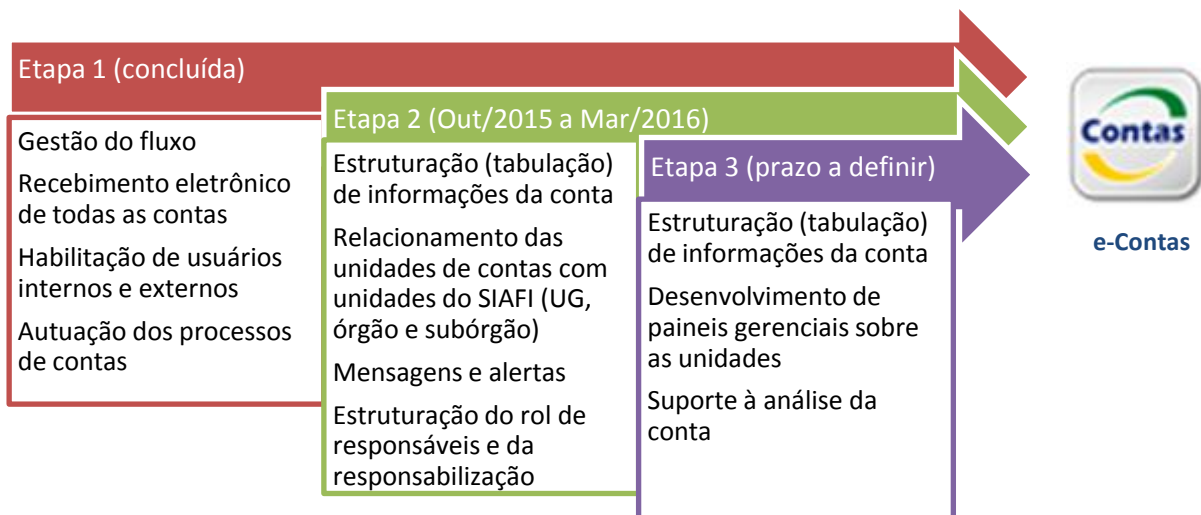 Etapa 1 (concluída)
Gestão do fluxo
Recebimento eletrônico
de todas as contas
Habilitação de usuários
internos e externos
Autuação dos processos
de contas
Etapa 2 (Out/2015 a Mar/2016)
Estruturação (tabulação)
de informações da conta
Relacionamento das
unidades de contas com
unidades do SIAFI (UG,
órgão e subórgão)
Mensagens e alertas
Estruturação do rol de
responsáveis e da
responsabilização
Etapa 3 (prazo a definir)
Estruturação (tabulação)
de informações da conta
Desenvolvimento de
paineis gerenciais sobre
as unidades
Suporte à análise da
conta
Contas
e-Contas